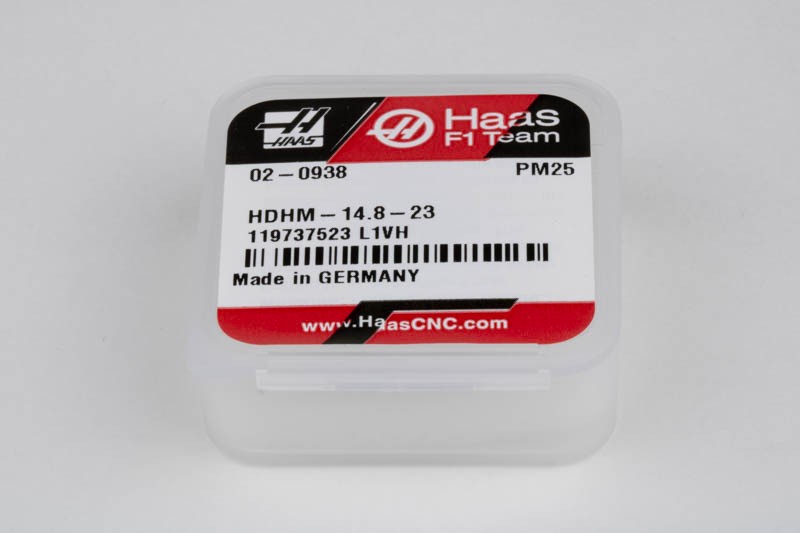 HAAS
Haas
F1 Team
02-0938 PM25
HDHM-14.8-23
119737523 L1VH
Made in GERMANY
www.HaasCNC.com